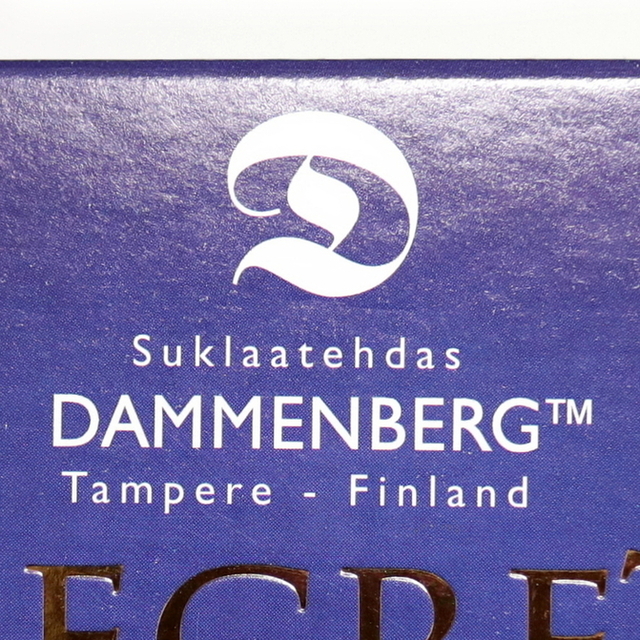 D
Suklaatehdas
DAMMENBERG™
Tampere - Finland